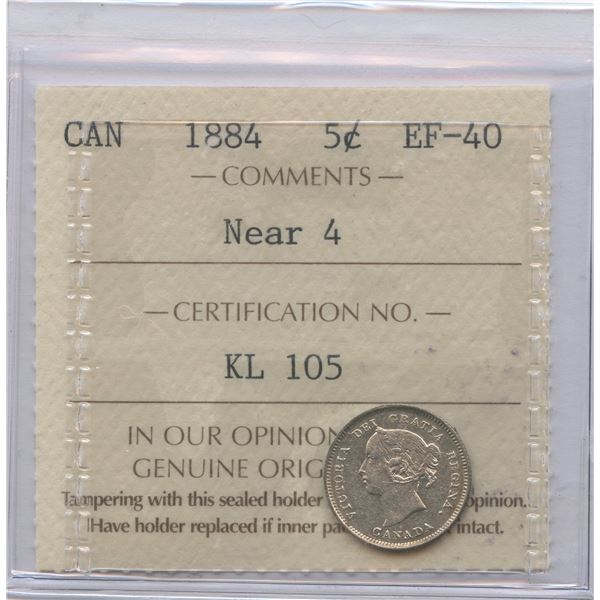 CAN 1884 5¢ EF-40
— COMMENTS —
Near 4
— CERTIFICATION NO. —
KL 105
IN OUR OPINION
GENUINE ORIG
Tampering with this sealed holder opinion.
Have holder replaced if inner pa intact.
VICTORIA DEI GRATIA REGINA.
CANADA